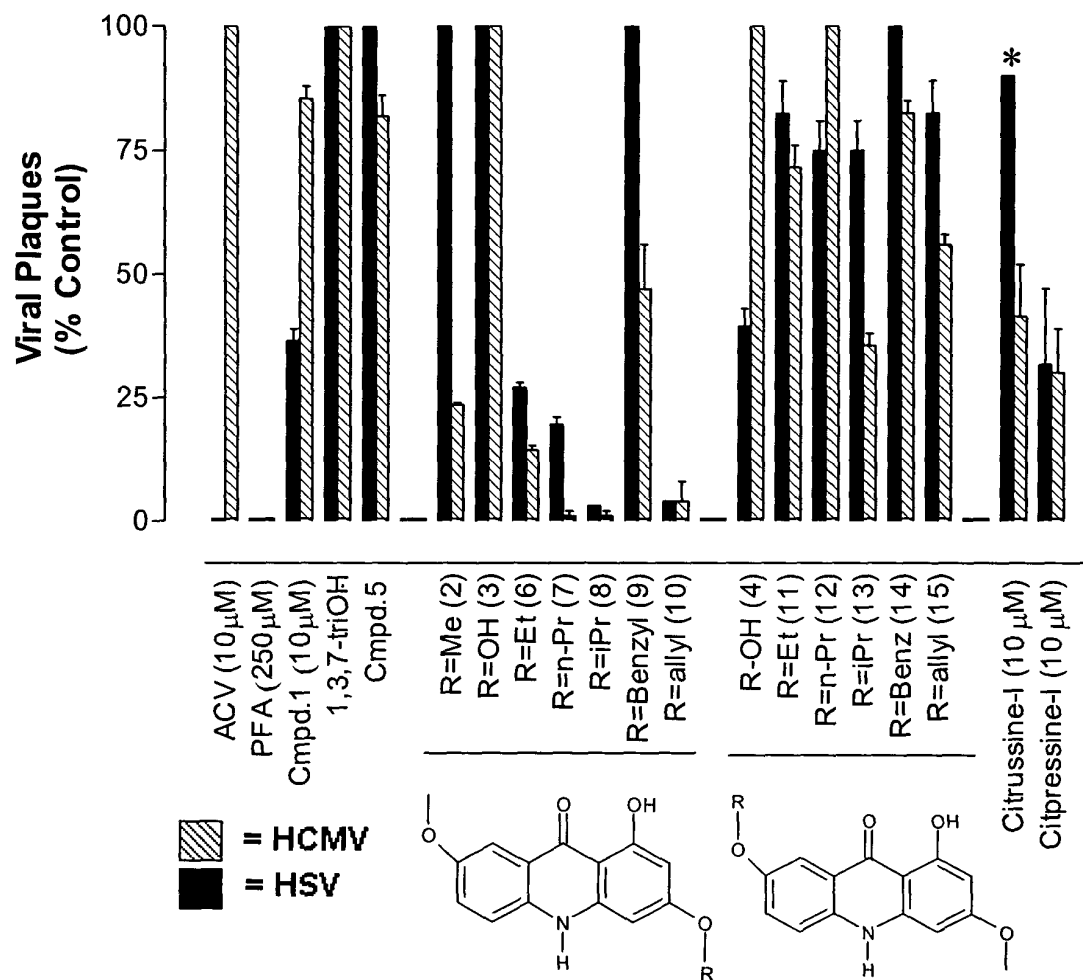 Viral Plaques
(% Control)
100
75
50
25
0
*
ACV (10μM)
PFA (250μM)
Cmpd.1 (10μM)
1,3,7-triOH
Cmpd.5
R=Me (2)
R=OH (3)
R=Et (6)
R=n-Pr (7)
R=iPr (8)
R=Benzyl (9)
R=allyl (10)
R-OH (4)
R=Et (11)
R=n-Pr (12)
R=iPr (13)
R=Benz (14)
R=allyl (15)
Citrussine-I (10 μM)
Citpressine-I (10 μM)
= HCMV
= HSV
O
O
OH
N
H
O
R
R
O
O
OH
N
H
O